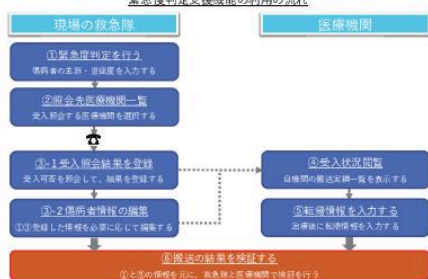 緊急度判定支援機能の利用の流れ
現場の救急隊
医療機関
①緊急度判定を行う
傷病者の主訴・重症度を入力する
②照会先医療機関一覧
受入照会する医療機関を選択する
③-1受入照会結果を登録
受入可否を照会して、結果を登録する
④受入状況閲覧
自機関の搬送実績一覧を表示する
③-2傷病者情報の編集
①③登録した情報を必要に応じて編集する
⑤転帰情報を入力する
治療後に転帰情報を入力する
⑥搬送の結果を検証する
①と⑤の情報を元に、救急隊と医療機関で検証を行う